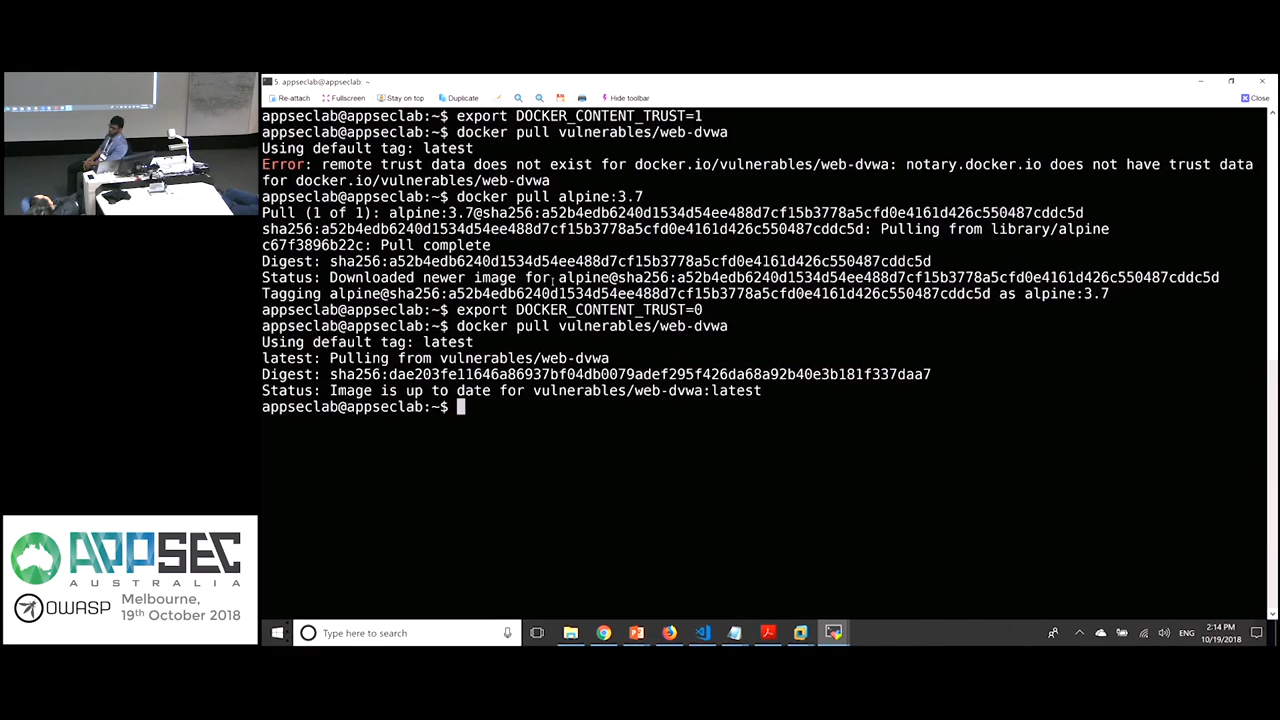 5. appseclab@appseclab: ~
Re-attach Fullscreen Stay on top Duplicate Hide toolbar Close
appseclab@appseclab:~$ export DOCKER_CONTENT_TRUST=1
appseclab@appseclab:~$ docker pull vulnerables/web-dvwa
Using default tag: latest
Error: remote trust data does not exist for docker.io/vulnerables/web-dvwa: notary.docker.io does not have trust data
for docker.io/vulnerables/web-dvwa
appseclab@appseclab:~$ docker pull alpine:3.7
Pull (1 of 1): alpine:3.7@sha256:a52b4edb6240d1534d54ee488d7cf15b3778a5cfd0e4161d426c550487cddc5d
sha256:a52b4edb6240d1534d54ee488d7cf15b3778a5cfd0e4161d426c550487cddc5d: Pulling from library/alpine
c67f3896b22c: Pull complete
Digest: sha256:a52b4edb6240d1534d54ee488d7cf15b3778a5cfd0e4161d426c550487cddc5d
Status: Downloaded newer image for alpine@sha256:a52b4edb6240d1534d54ee488d7cf15b3778a5cfd0e4161d426c550487cddc5d
Tagging alpine@sha256:a52b4edb6240d1534d54ee488d7cf15b3778a5cfd0e4161d426c550487cddc5d as alpine:3.7
appseclab@appseclab:~$ export DOCKER_CONTENT_TRUST=0
appseclab@appseclab:~$ docker pull vulnerables/web-dvwa
Using default tag: latest
latest: Pulling from vulnerables/web-dvwa
Digest: sha256:dae203fe11646a86937bf04db0079adef295f426da68a92b40e3b181f337daa7
Status: Image is up to date for vulnerables/web-dvwa:latest
appseclab@appseclab:~$
APPSEC
AUSTRALIA
OWASP
Melbourne,
19th October 2018
Type here to search
ENG
2:14 PM
10/19/2018